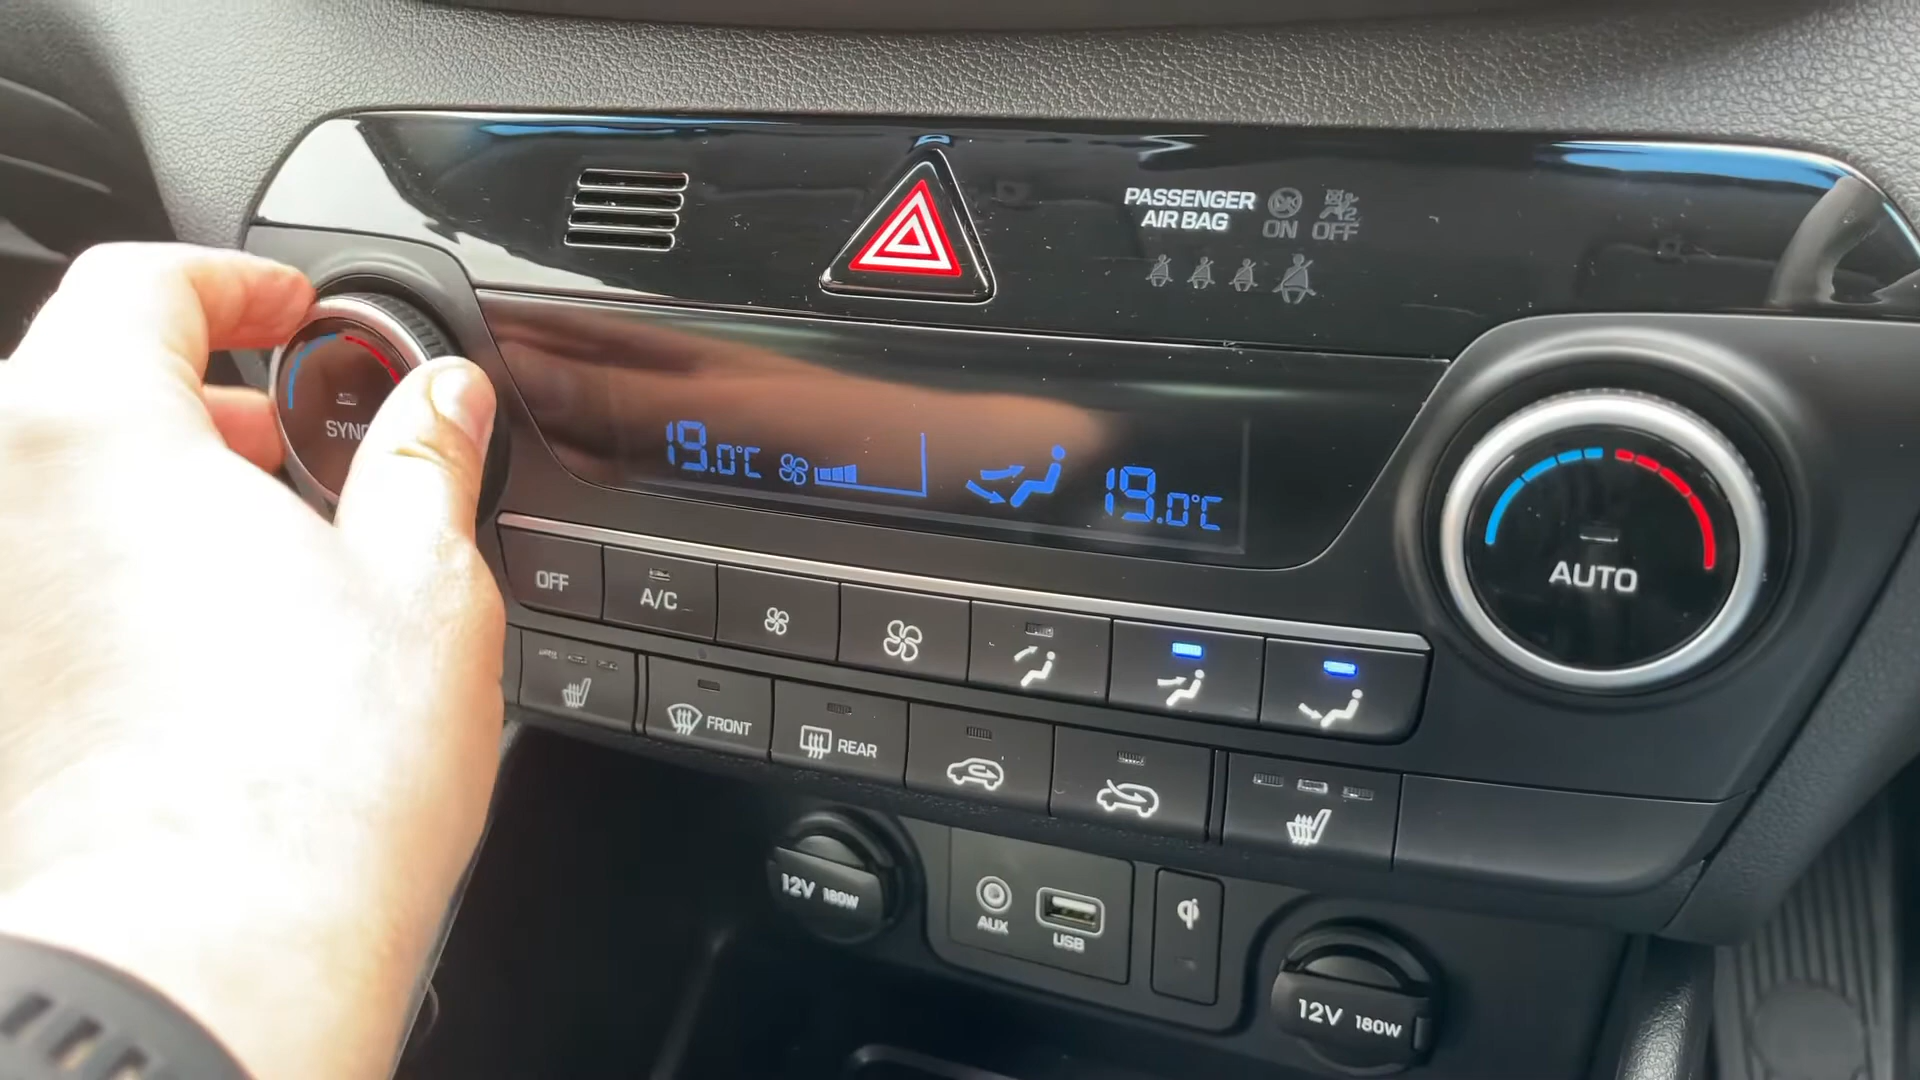 PASSENGER
AIR BAG
ON
OFF
2
SYNC
19.0°C
19.0°C
AUTO
OFF
A/C
FRONT
REAR
12V 180W
AUX
USB
12V 180W